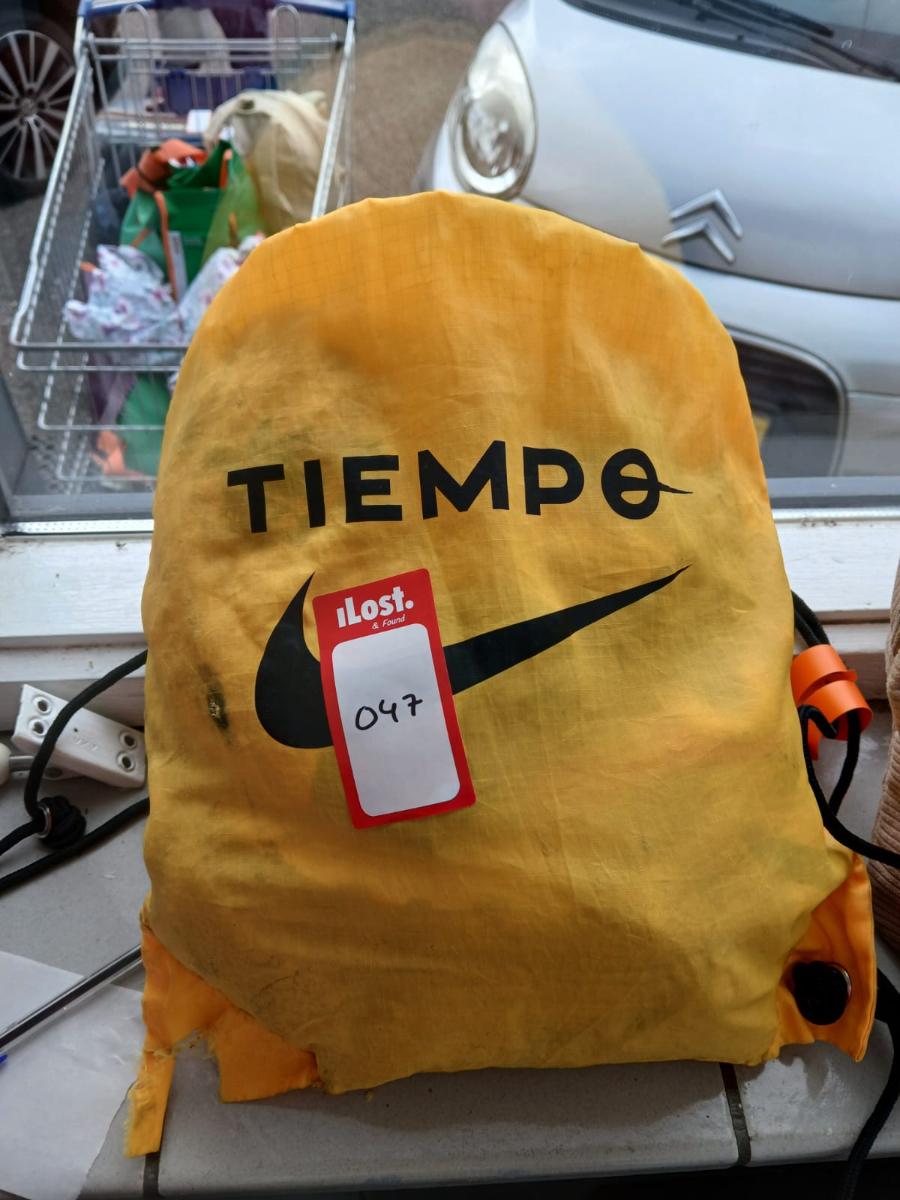 TIEMPO
iLost.
& Found
047